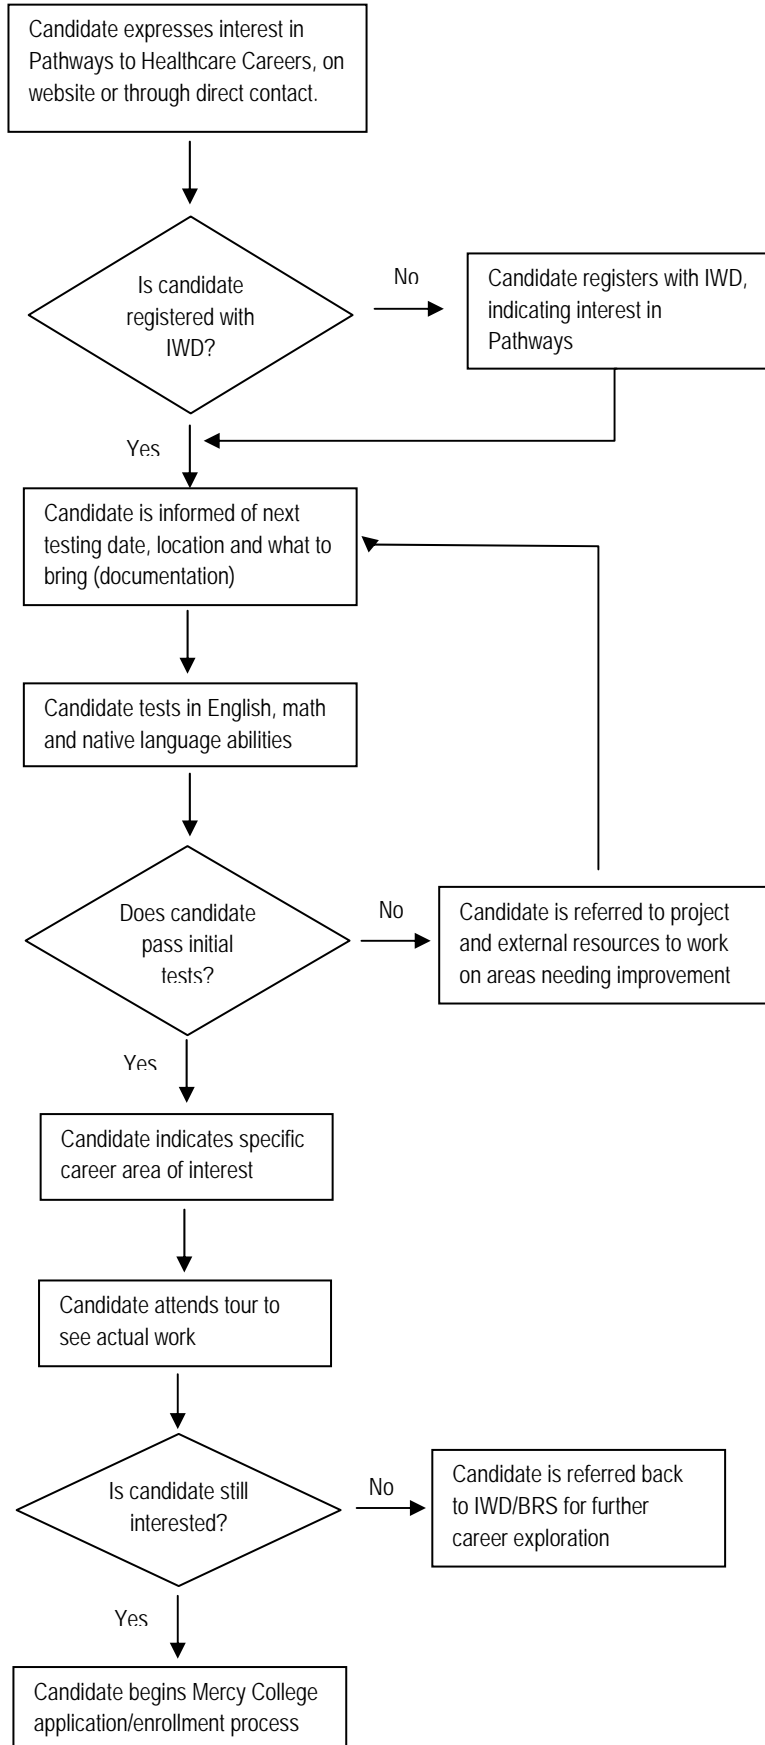 Candidate expresses interest in
Pathways to Healthcare Careers, on
website or through direct contact.
Is candidate
registered with
IWD?
No
Candidate registers with IWD,
indicating interest in
Pathways
Yes
Candidate is informed of next
testing date, location and what to
bring (documentation)
Candidate tests in English, math
and native language abilities
Does candidate
pass initial
tests?
No
Candidate is referred to project
and external resources to work
on areas needing improvement
Yes
Candidate indicates specific
career area of interest
Candidate attends tour to
see actual work
Is candidate still
interested?
No
Candidate is referred back
to IWD/BRS for further
career exploration
Yes
Candidate begins Mercy College
application/enrollment process